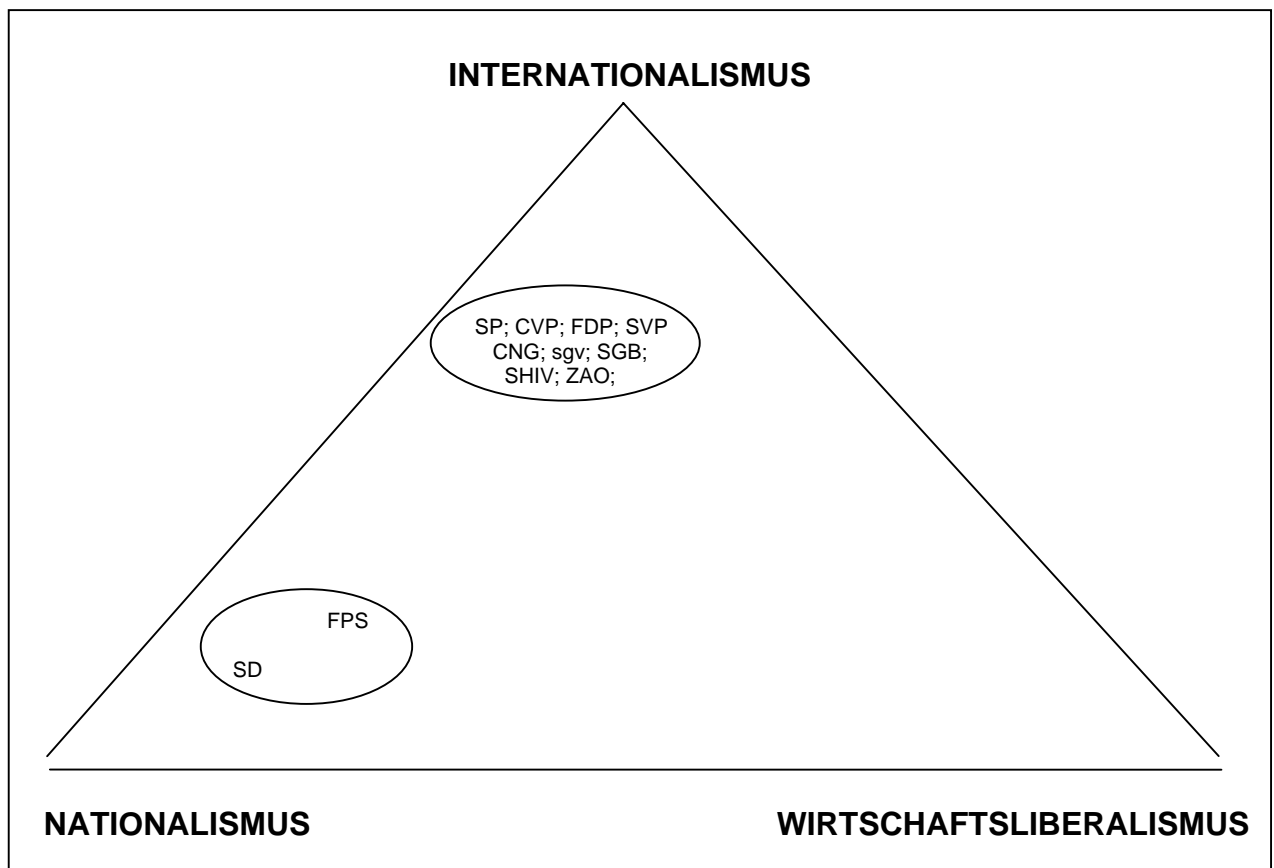 INTERNATIONALISMUS
SP; CVP; FDP; SVP
CNG; sgv; SGB;
SHIV; ZAO;
FPS
SD
NATIONALISMUS
WIRTSCHAFTSLIBERALISMUS